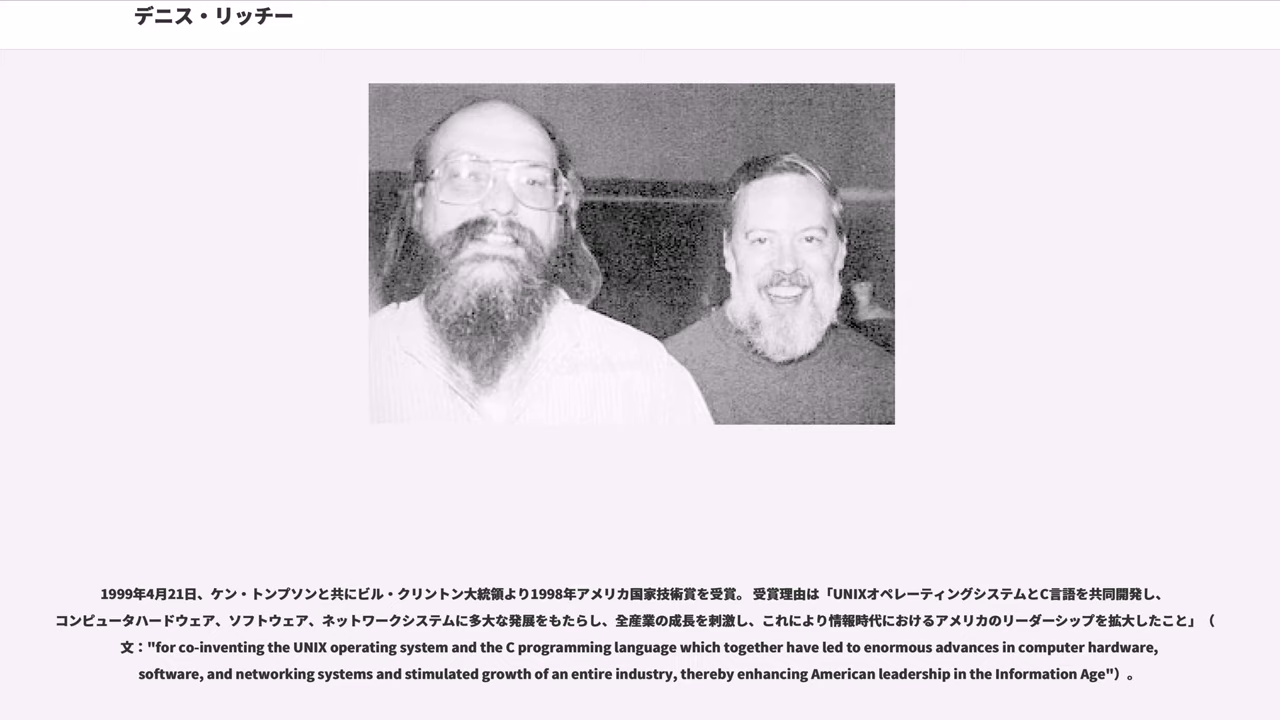 デニス・リッチー
1999年4月21日、ケン・トンプソンと共にビル・クリントン大統領より1998年アメリカ国家技術賞を受賞。 受賞理由は「UNIXオペレーティングシステムとC言語を共同開発し、
コンピュータハードウェア、ソフトウェア、ネットワークシステムに多大な発展をもたらし、全産業の成長を刺激し、これにより情報時代におけるアメリカのリーダーシップを拡大したこと」（
文："for co-inventing the UNIX operating system and the C programming language which together have led to enormous advances in computer hardware,
software, and networking systems and stimulated growth of an entire industry, thereby enhancing American leadership in the Information Age"）。